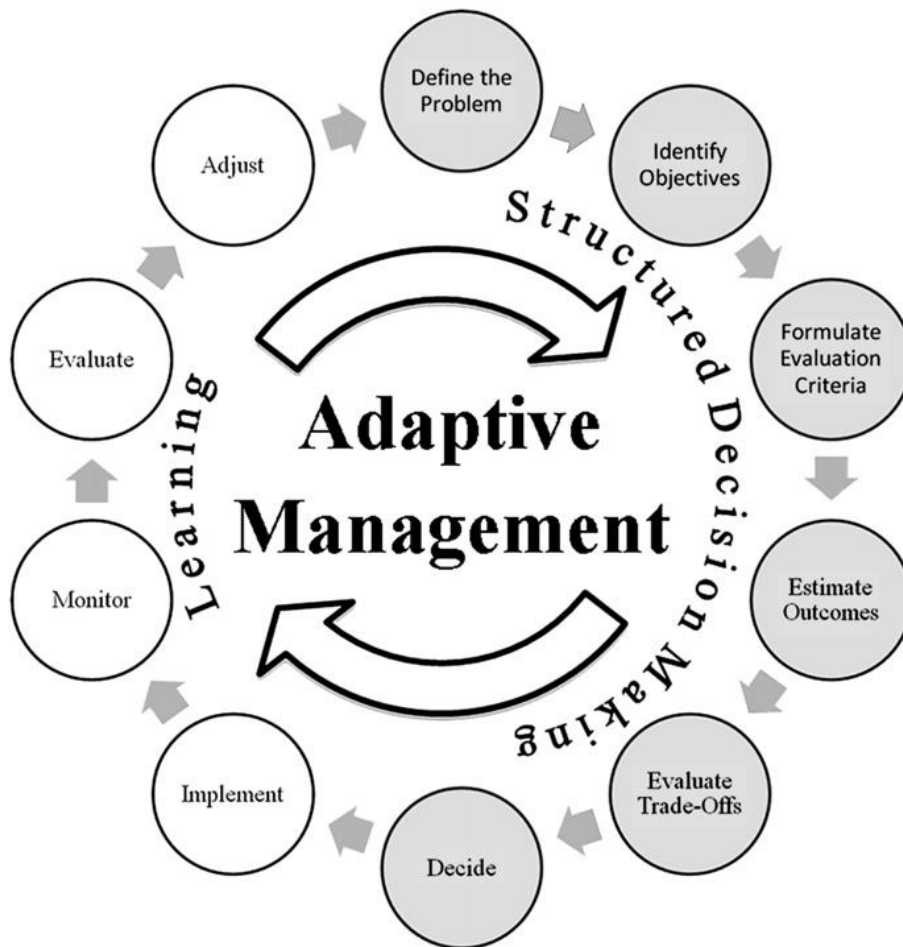 Define the
Problem
Identify
Objectives
Formulate
Evaluation
Criteria
Estimate
Outcomes
Evaluate
Trade-Offs
Decide
Implement
Monitor
Evaluate
Adjust
Structured Decision Making
Learning
Adaptive
Management